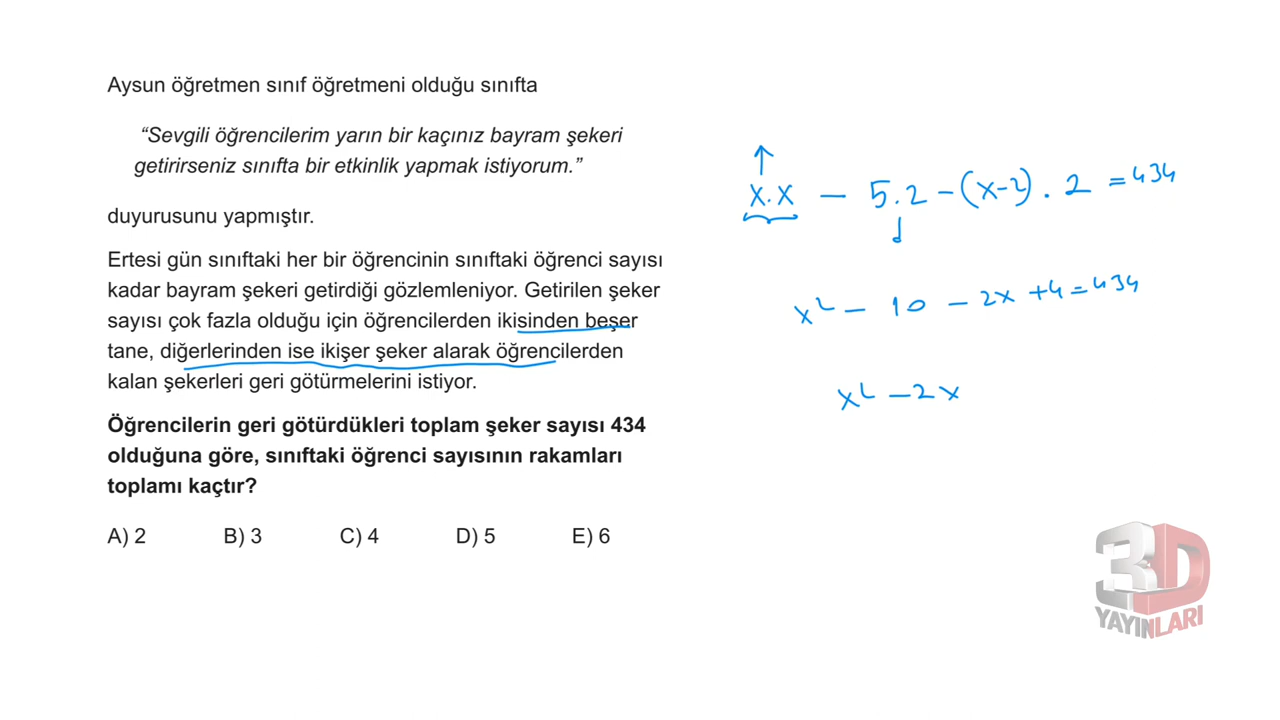 Aysun öğretmen sınıf öğretmeni olduğu sınıfta
“Sevgili öğrencilerim yarın bir kaçınız bayram şekeri
getirirseniz sınıfta bir etkinlik yapmak istiyorum.”
duyurusunu yapmıştır.
Ertesi gün sınıftaki her bir öğrencinin sınıftaki öğrenci sayısı
kadar bayram şekeri getirdiği gözlemleniyor. Getirilen şeker
sayısı çok fazla olduğu için öğrencilerden ikisinden beşer
tane, diğerlerinden ise ikişer şeker alarak öğrencilerden
kalan şekerleri geri götürmelerini istiyor.
Öğrencilerin geri götürdükleri toplam şeker sayısı 434
olduğuna göre, sınıftaki öğrenci sayısının rakamları
toplamı kaçtır?
A) 2 B) 3 C) 4 D) 5 E) 6
x.x - 5.2 - (x-2).2 = 434
x² - 10 - 2x + 4 = 434
x² - 2x
3D
YAYINLARI